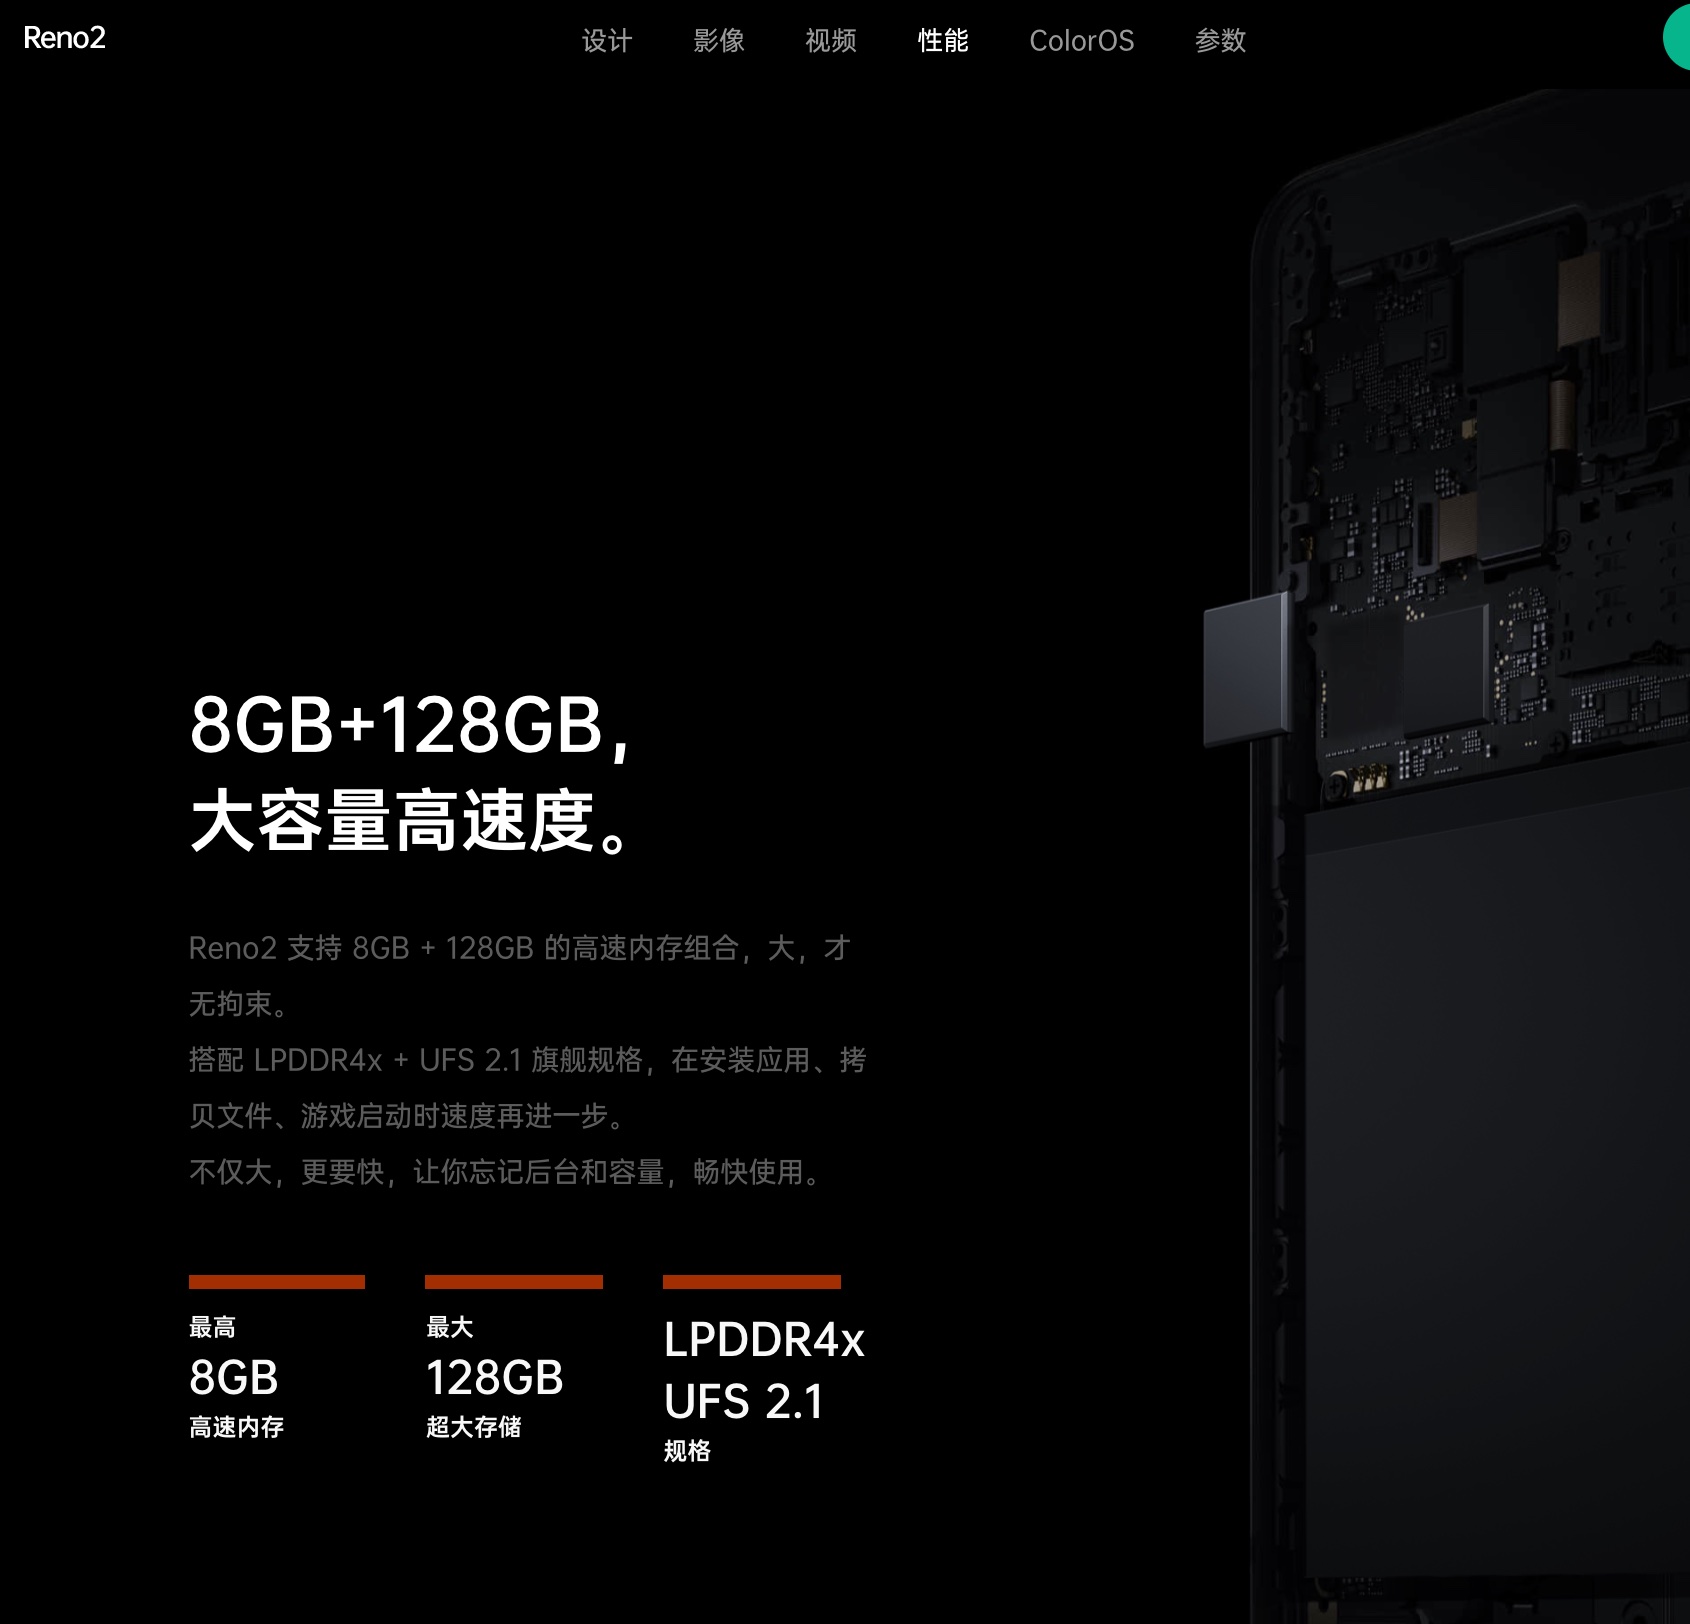 Reno2
设计 影像 视频 性能 ColorOS 参数
8GB+128GB，
大容量高速度。
Reno2 支持 8GB + 128GB 的高速内存组合，大，才
无拘束。
搭配 LPDDR4x + UFS 2.1 旗舰规格，在安装应用、拷
贝文件、游戏启动时速度再进一步。
不仅大，更要快，让你忘记后台和容量，畅快使用。
最高
8GB
高速内存
最大
128GB
超大存储
LPDDR4x
UFS 2.1
规格